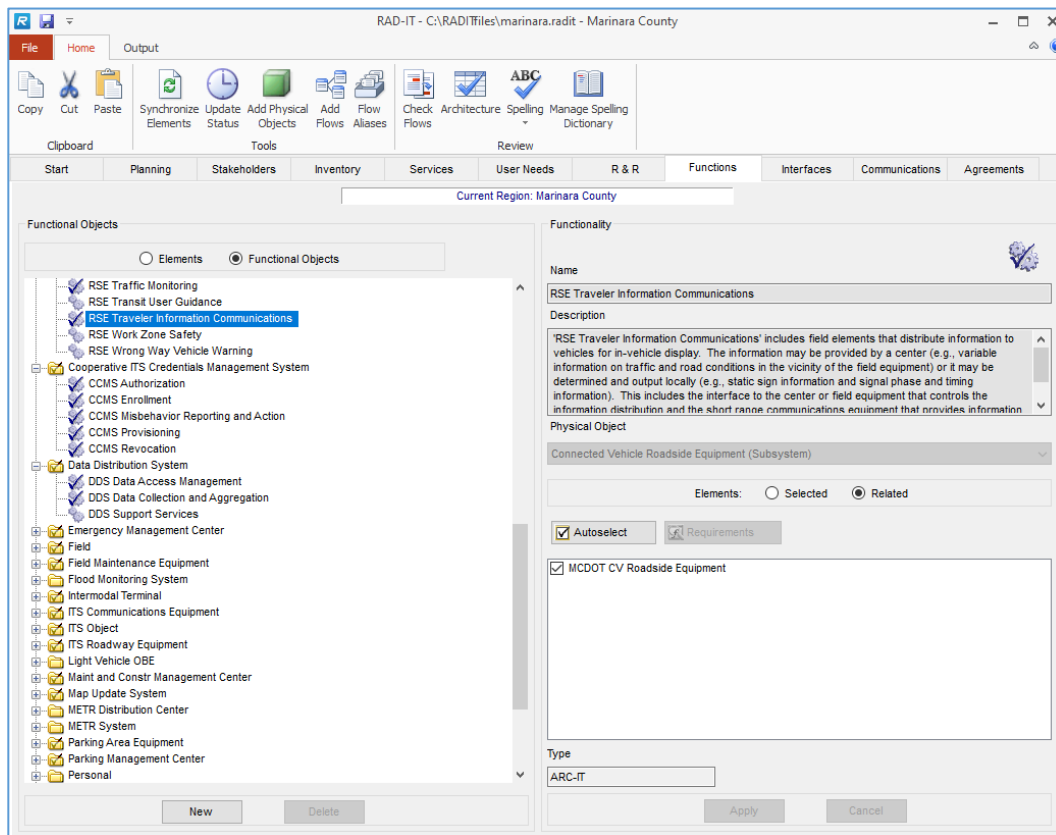 RAD-IT - C:\RADITfiles\marinara.radit - Marinara County
File Home Output
Copy Cut Paste Synchronize Elements Update Status Add Physical Objects Add Flows Flow Aliases Check Flows Architecture ABC Spelling Manage Spelling Dictionary
Clipboard Tools Review
Start Planning Stakeholders Inventory Services User Needs R & R Functions Interfaces Communications Agreements
Current Region: Marinara County
Functional Objects
Elements Functional Objects
RSE Traffic Monitoring
RSE Transit User Guidance
RSE Traveler Information Communications
RSE Work Zone Safety
RSE Wrong Way Vehicle Warning
Cooperative ITS Credentials Management System
CCMS Authorization
CCMS Enrollment
CCMS Misbehavior Reporting and Action
CCMS Provisioning
CCMS Revocation
Data Distribution System
DDS Data Access Management
DDS Data Collection and Aggregation
DDS Support Services
Emergency Management Center
Field
Field Maintenance Equipment
Flood Monitoring System
Intermodal Terminal
ITS Communications Equipment
ITS Object
ITS Roadway Equipment
Light Vehicle OBE
Maint and Constr Management Center
Map Update System
METR Distribution Center
METR System
Parking Area Equipment
Parking Management Center
Personal
New Delete
Functionality
Name
RSE Traveler Information Communications
Description
'RSE Traveler Information Communications' includes field elements that distribute information to
vehicles for in-vehicle display. The information may be provided by a center (e.g., variable
information on traffic and road conditions in the vicinity of the field equipment) or it may be
determined and output locally (e.g., static sign information and signal phase and timing
information). This includes the interface to the center or field equipment that controls the
information distribution and the short range communications equipment that provides information
Physical Object
Connected Vehicle Roadside Equipment (Subsystem)
Elements: Selected Related
Autoselect Requirements
MCDOT CV Roadside Equipment
Type
ARC-IT
Apply Cancel